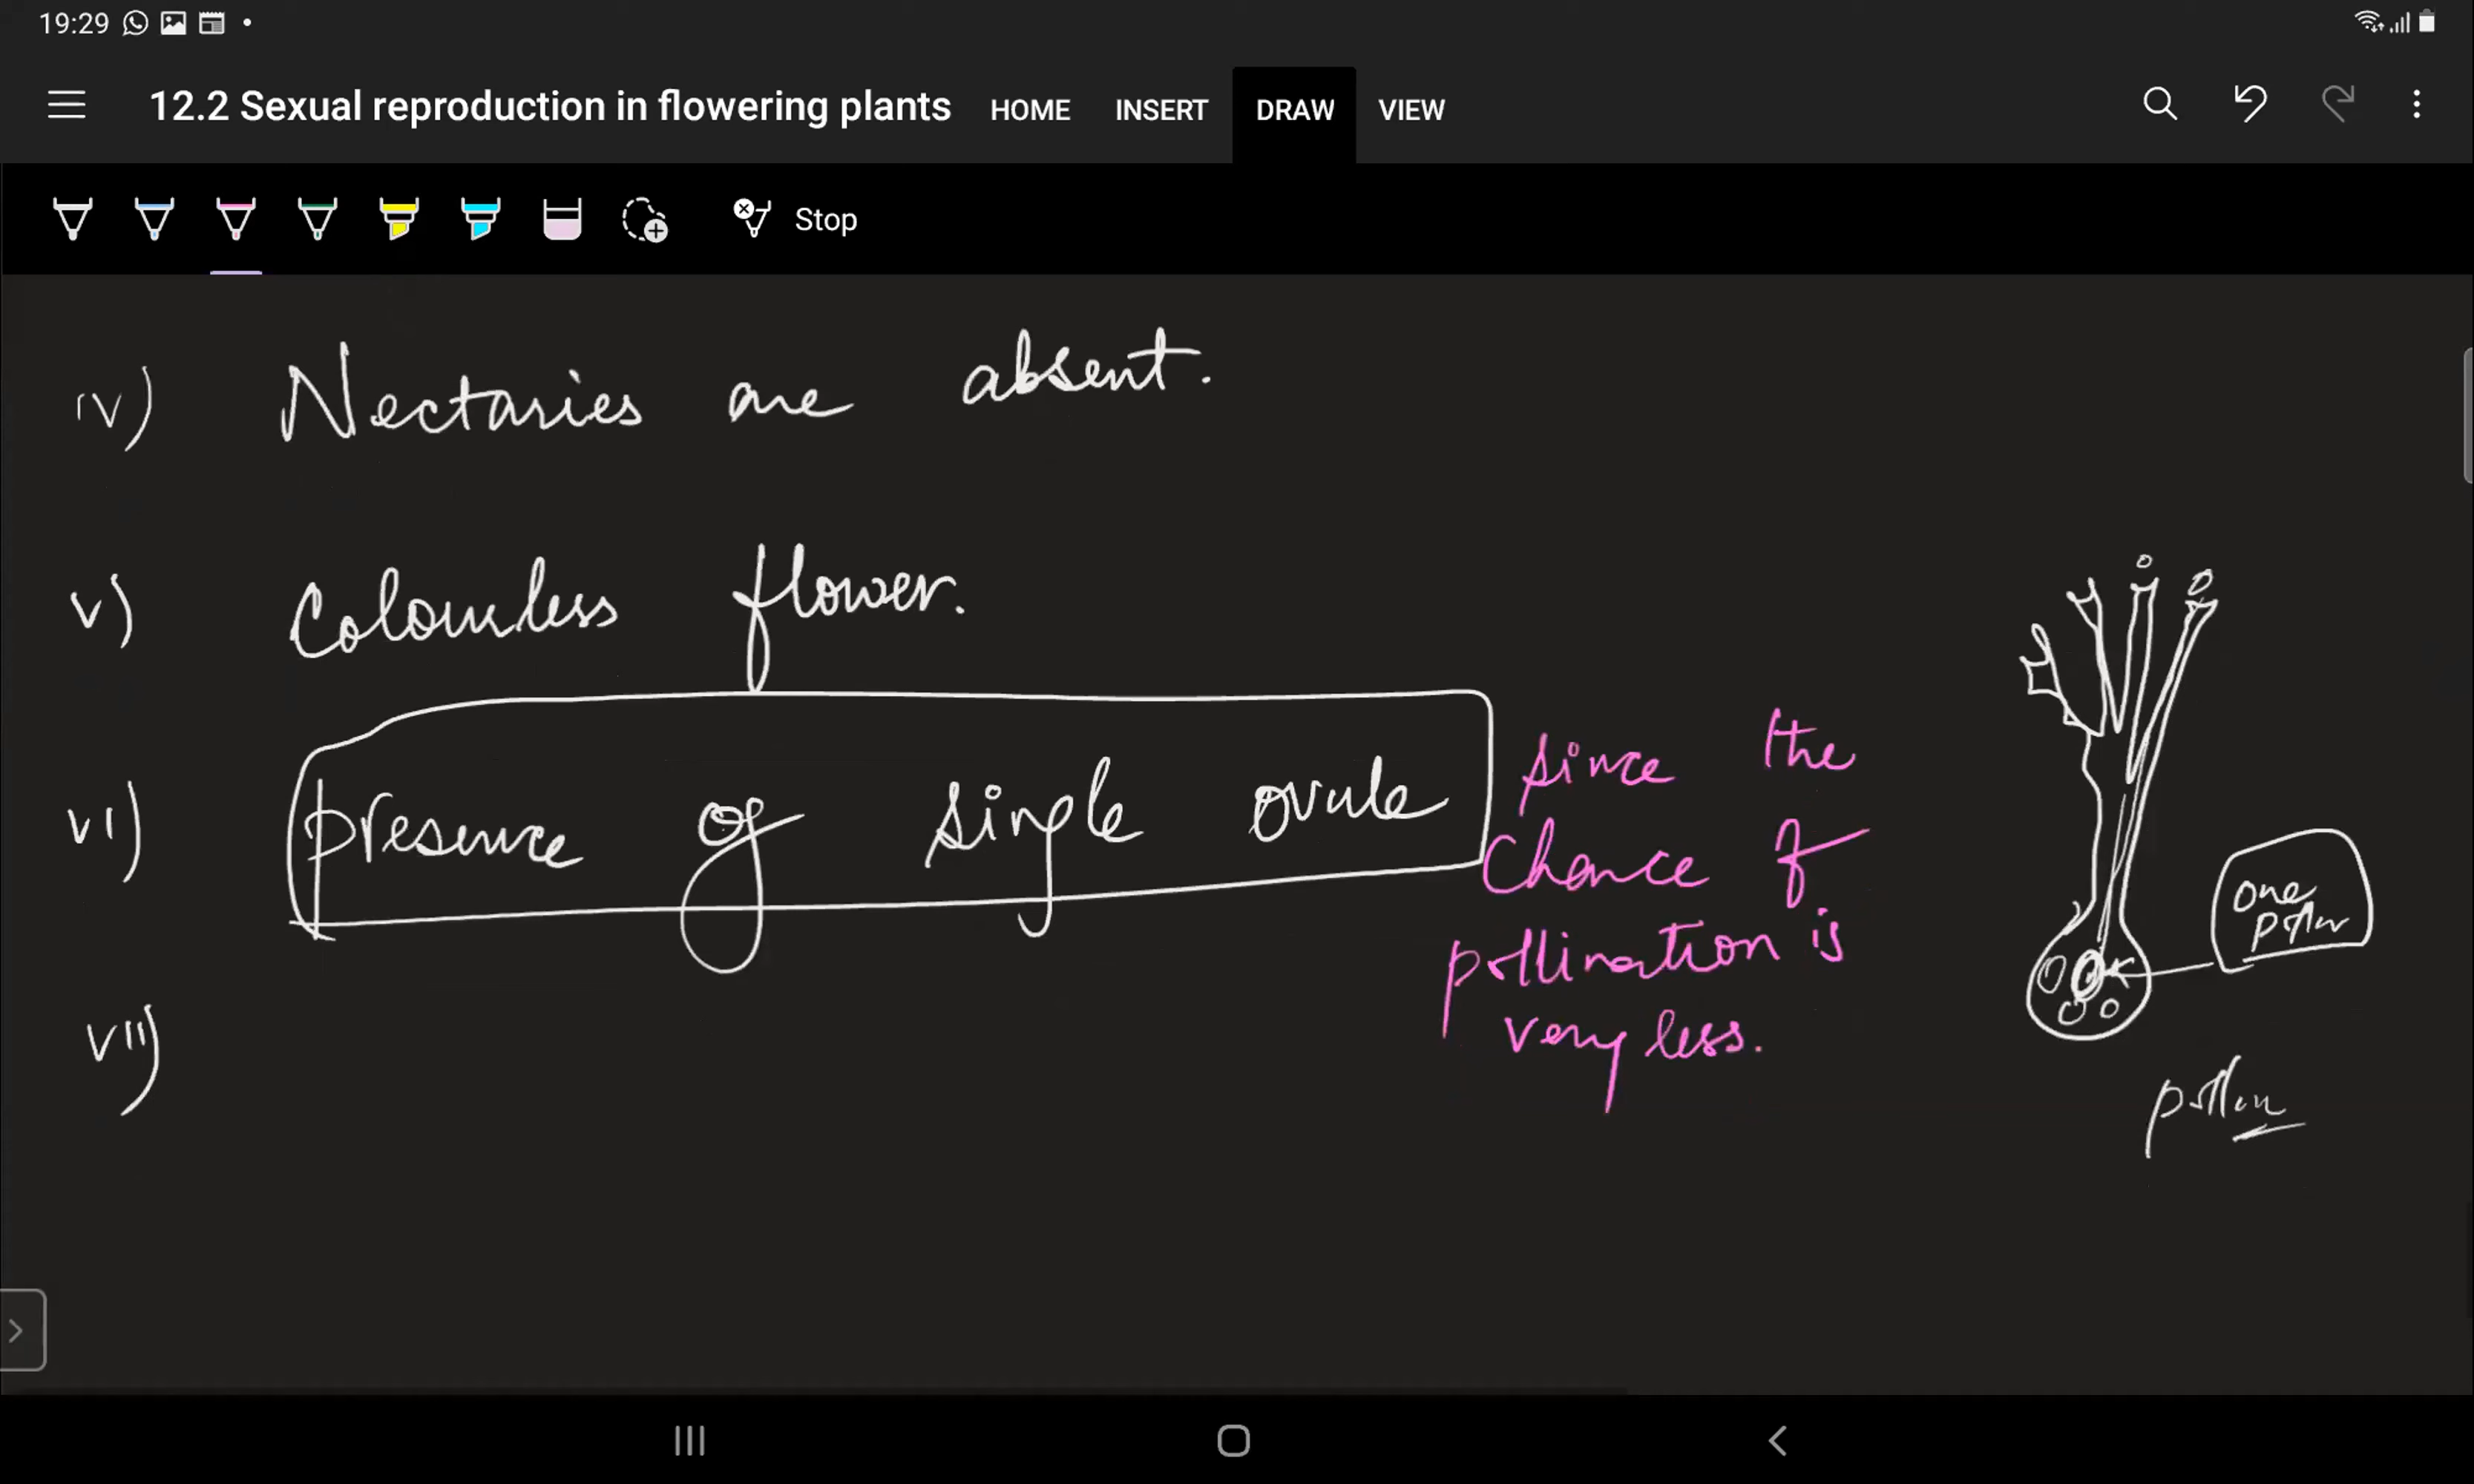 19:29
12.2 Sexual reproduction in flowering plants HOME INSERT DRAW VIEW
Stop
iv) Nectaries are absent.
v) Colourless flower.
vi) presence of single ovule
since the
chance of
pollination is
very less.
one
pollen
pollen
vii)